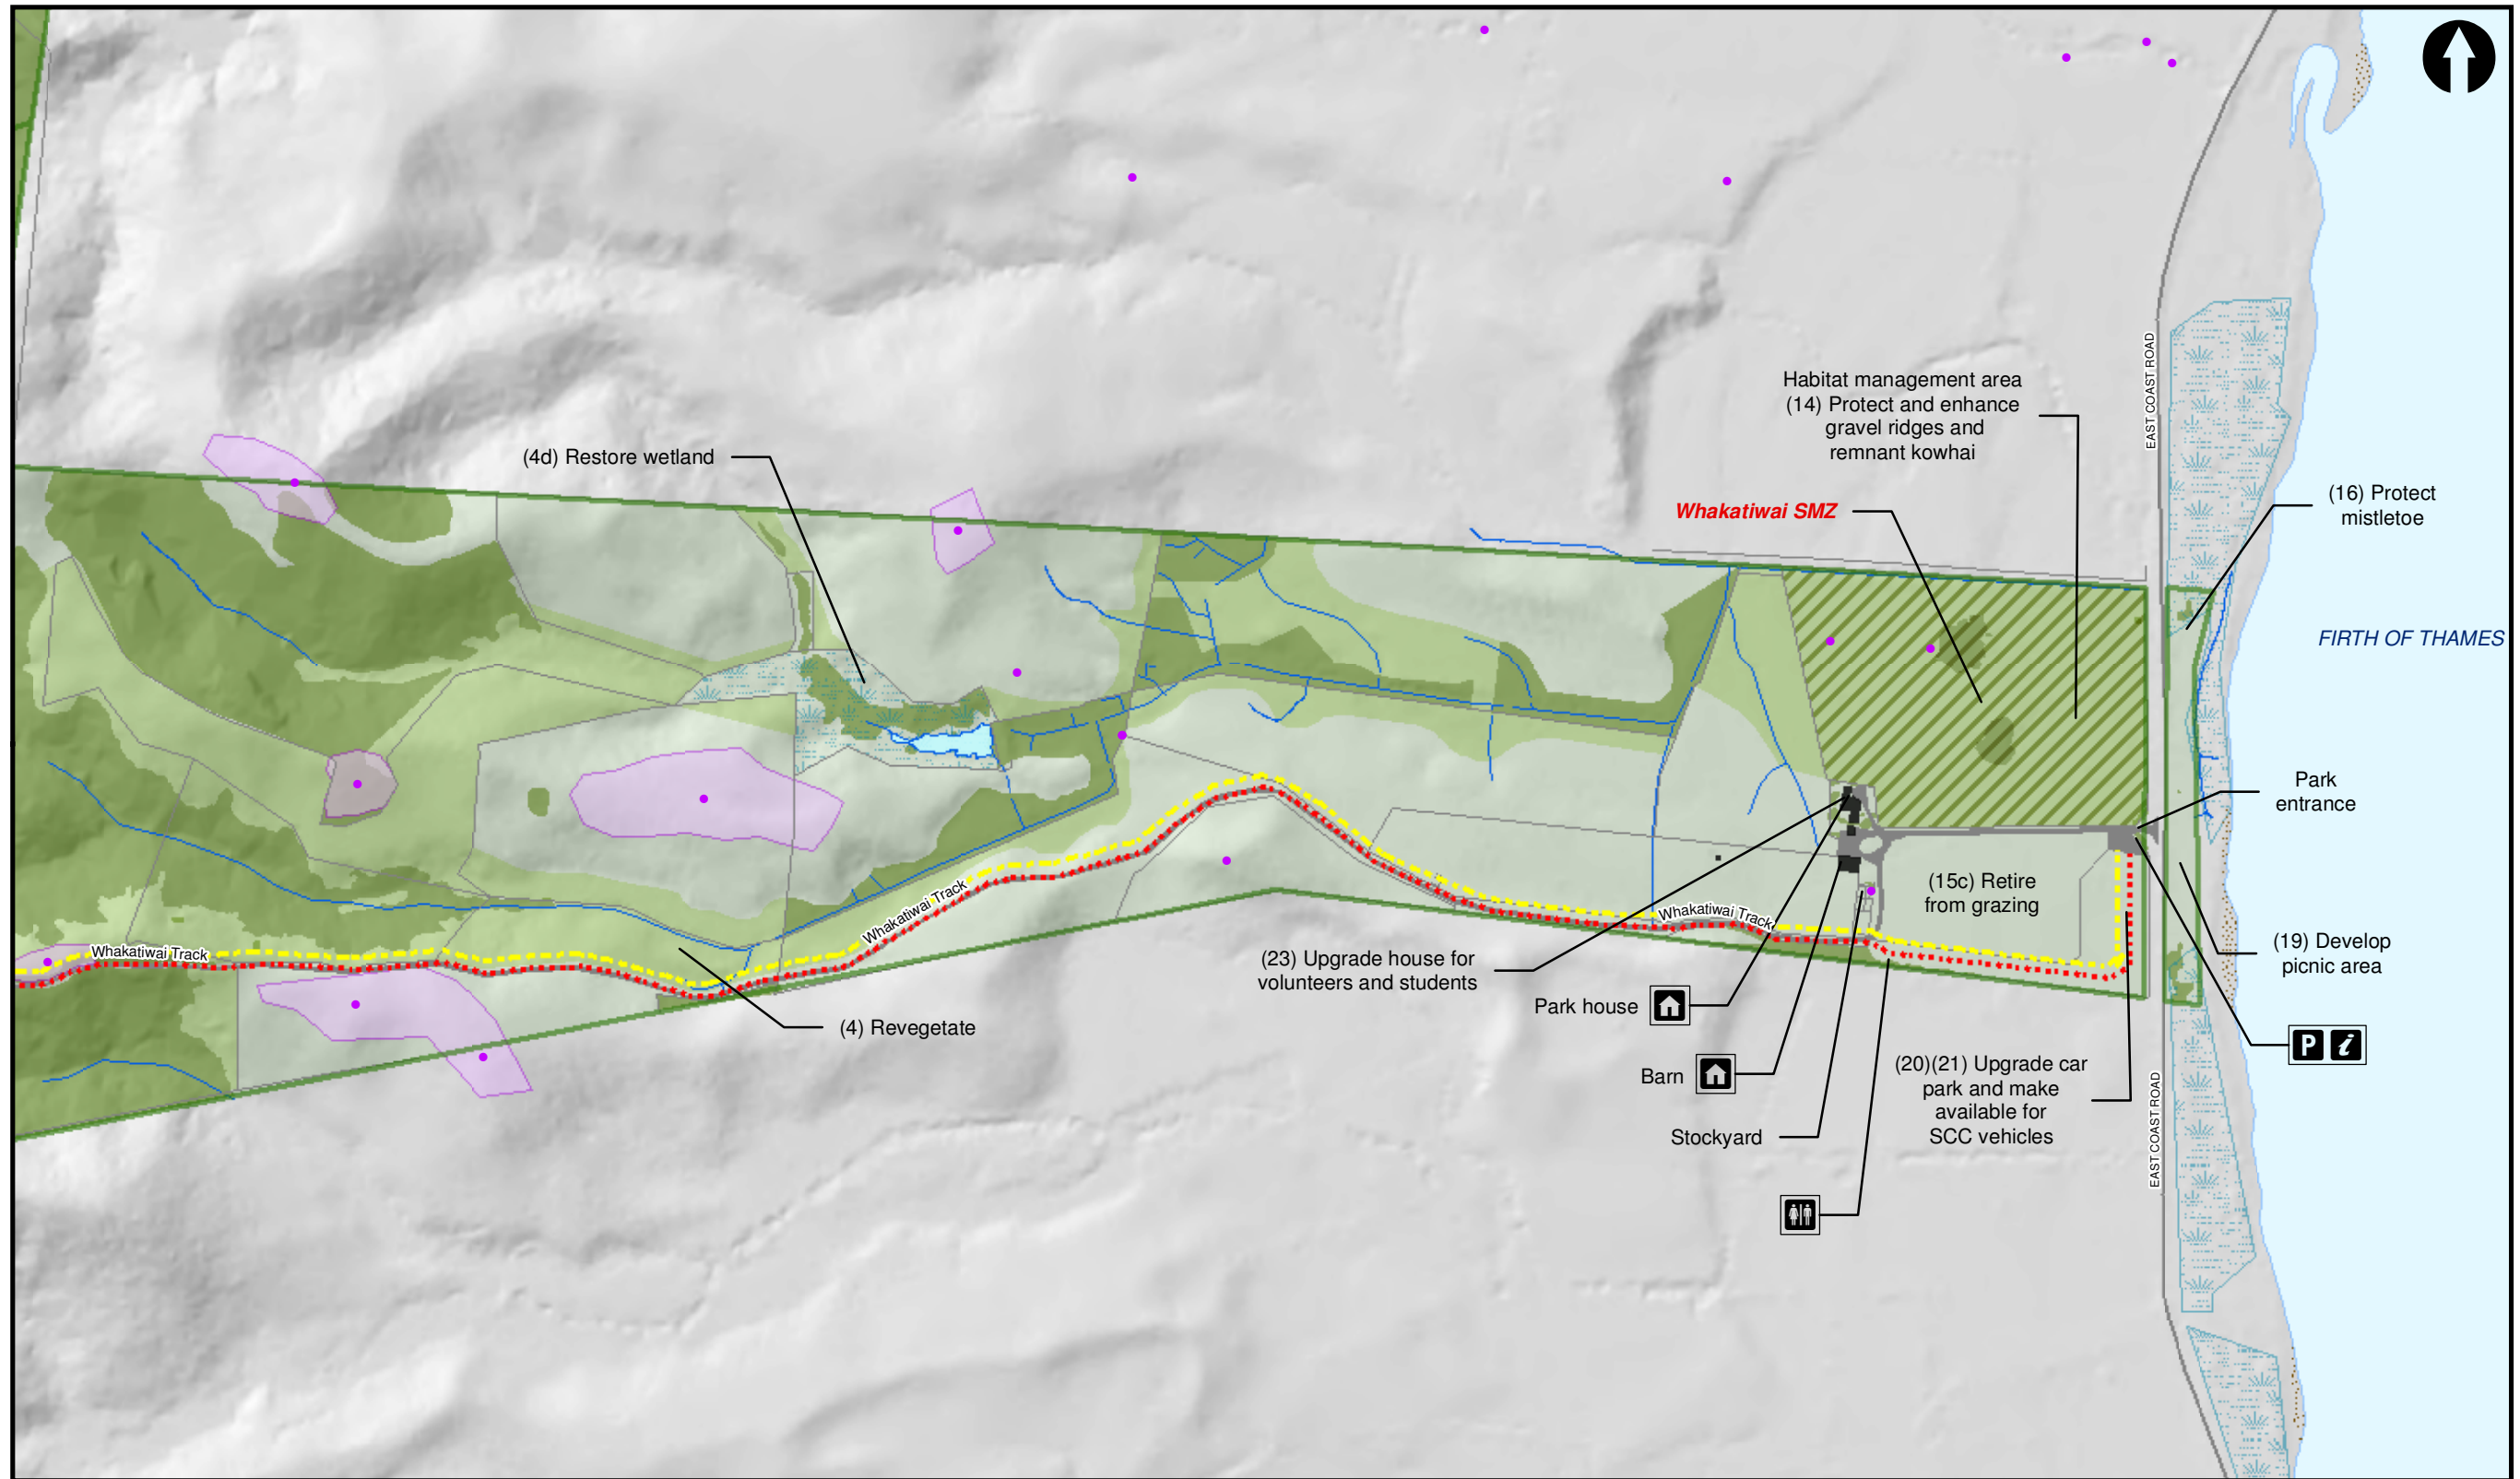 EAST COAST ROAD
Habitat management area
(14) Protect and enhance
gravel ridges and
remnant kowhai
(4d) Restore wetland
Whakatiwai SMZ
(16) Protect
mistletoe
FIRTH OF THAMES
Park
entrance
(15c) Retire
from grazing
Whakatiwai Track
Whakatiwai Track
Whakatiwai Track
(19) Develop
picnic area
(23) Upgrade house for
volunteers and students
Park house
(4) Revegetate
P i
Barn
(20)(21) Upgrade car
park and make
available for
SCC vehicles
Stockyard
EAST COAST ROAD